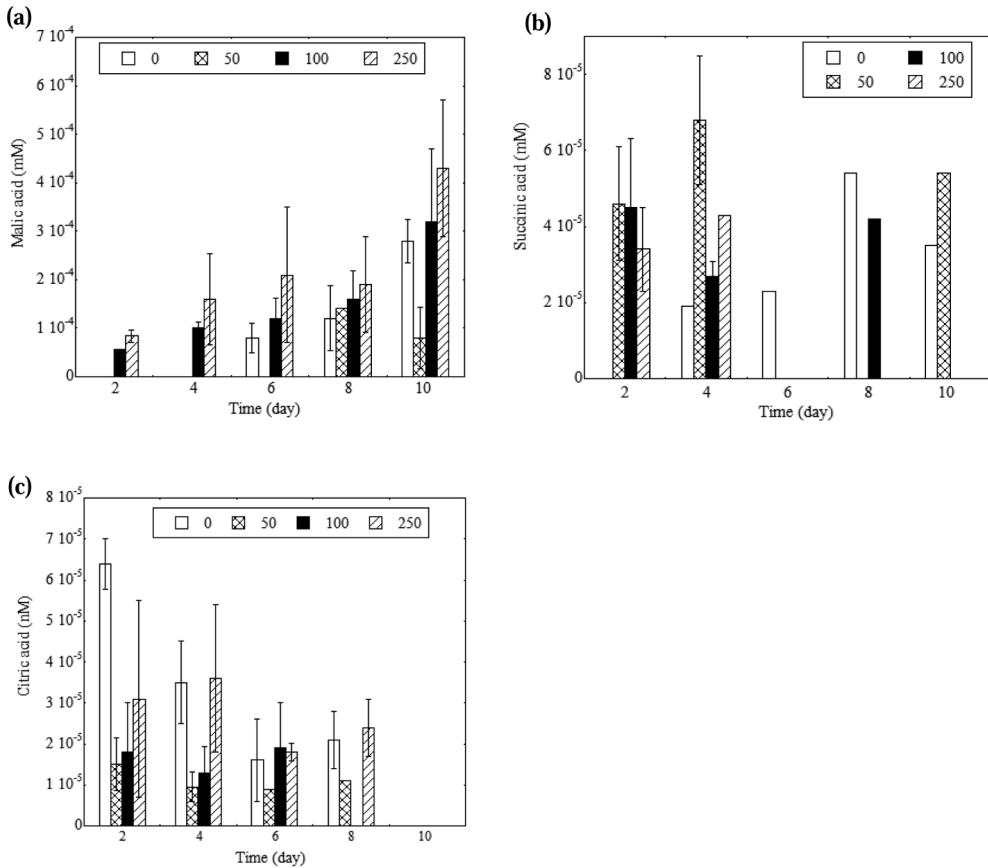 (a)
7 10⁻⁴
6 10⁻⁴
5 10⁻⁴
4 10⁻⁴
3 10⁻⁴
2 10⁻⁴
1 10⁻⁴
0
Malic acid (mM)
0 50 100 250
2 4 6 8 10
Time (day)
(b)
8 10⁻⁵
6 10⁻⁵
4 10⁻⁵
2 10⁻⁵
0
Succinic acid (mM)
0 100
50 250
2 4 6 8 10
Time (day)
(c)
8 10⁻⁵
7 10⁻⁵
6 10⁻⁵
5 10⁻⁵
4 10⁻⁵
3 10⁻⁵
2 10⁻⁵
1 10⁻⁵
0
Citric acid (nM)
0 50 100 250
2 4 6 8 10
Time (day)